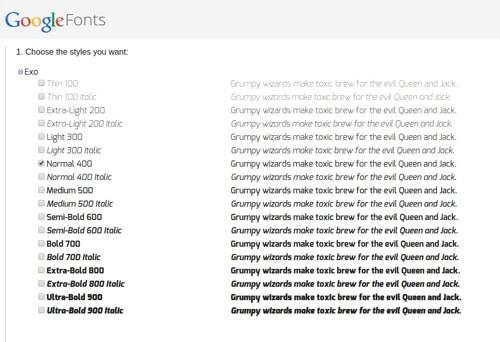 Google Fonts
1. Choose the styles you want:
Exo
Thin 100 Grumpy wizards make toxic brew for the evil Queen and Jack.
Thin 100 Italic Grumpy wizards make toxic brew for the evil Queen and Jack.
Extra-Light 200 Grumpy wizards make toxic brew for the evil Queen and Jack.
Extra-Light 200 Italic Grumpy wizards make toxic brew for the evil Queen and Jack.
Light 300 Grumpy wizards make toxic brew for the evil Queen and Jack.
Light 300 Italic Grumpy wizards make toxic brew for the evil Queen and Jack.
Normal 400 Grumpy wizards make toxic brew for the evil Queen and Jack.
Normal 400 Italic Grumpy wizards make toxic brew for the evil Queen and Jack.
Medium 500 Grumpy wizards make toxic brew for the evil Queen and Jack.
Medium 500 Italic Grumpy wizards make toxic brew for the evil Queen and Jack.
Semi-Bold 600 Grumpy wizards make toxic brew for the evil Queen and Jack.
Semi-Bold 600 Italic Grumpy wizards make toxic brew for the evil Queen and Jack.
Bold 700 Grumpy wizards make toxic brew for the evil Queen and Jack.
Bold 700 Italic Grumpy wizards make toxic brew for the evil Queen and Jack.
Extra-Bold 800 Grumpy wizards make toxic brew for the evil Queen and Jack.
Extra-Bold 800 Italic Grumpy wizards make toxic brew for the evil Queen and Jack.
Ultra-Bold 900 Grumpy wizards make toxic brew for the evil Queen and Jack.
Ultra-Bold 900 Italic Grumpy wizards make toxic brew for the evil Queen and Jack.